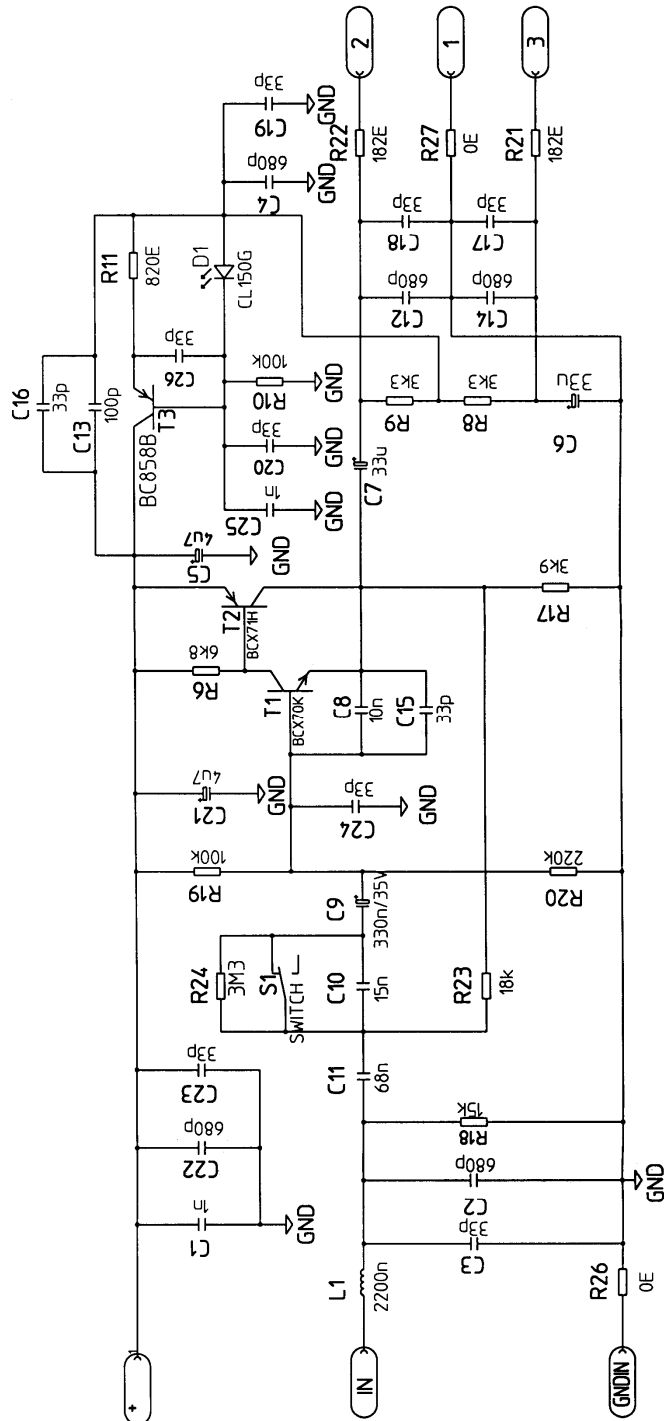 C16
33p
C13
100p
R11
820E
BC858B
T3
C26
33p
D1
CL150G
C4
680p
GND
C19
33p
GND
R10
100k
GND
C20
33p
GND
C25
1n
GND
C5
4u7
GND
T2
BCX71H
R6
6k8
T1
BCX70K
C8
10n
C15
33p
C21
4u7
GND
C24
33p
GND
R19
100k
C7
33u
R9
3k3
R8
3k3
C6
33u
C12
680p
C14
680p
C18
33p
C17
33p
R22
182E
2
R27
0E
1
R21
182E
3
R17
3k9
R20
220k
R23
18k
C9
330n/35V
R24
3M3
S1
SWITCH
C10
15n
C11
68n
R18
15k
C2
680p
C3
33p
GND
C23
33p
C22
680p
C1
1n
GND
L1
2200n
R26
0E
+
1
IN
GNDIN